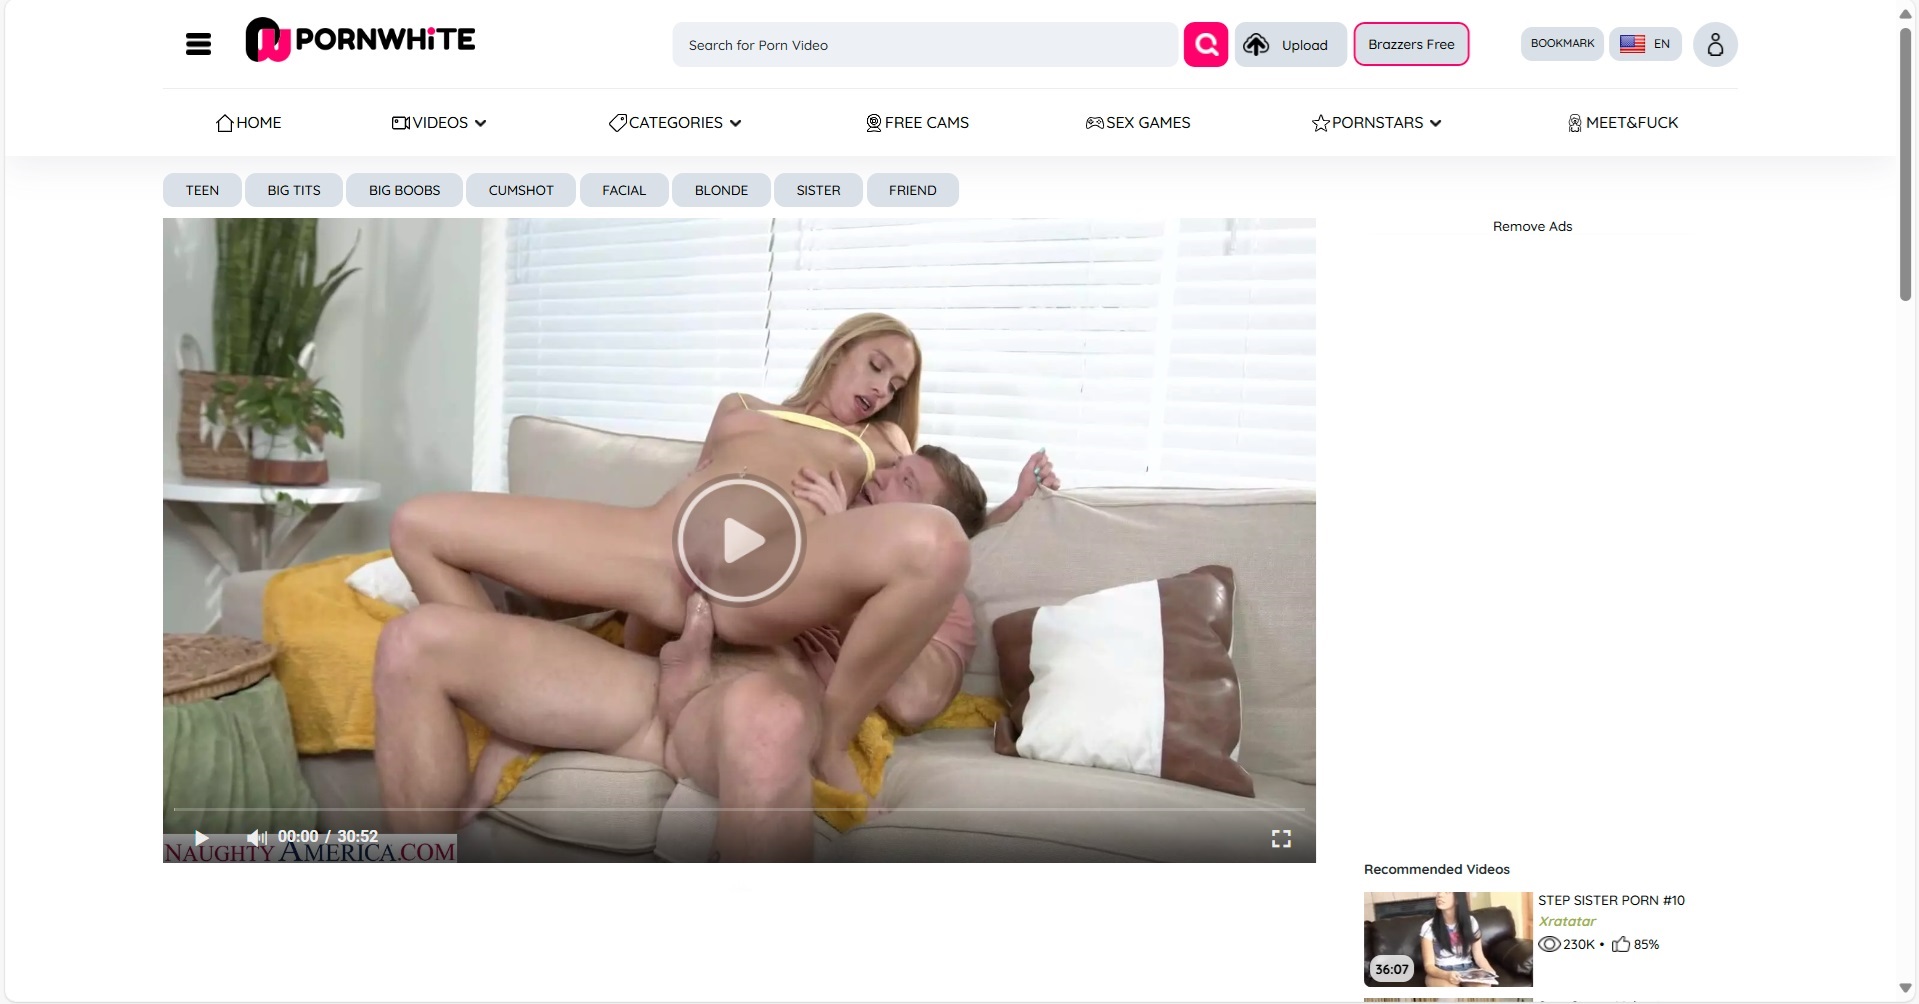 PORNWHiTE
Search for Porn Video
Upload
Brazzers Free
BOOKMARK
EN
HOME
VIDEOS
CATEGORIES
FREE CAMS
SEX GAMES
PORNSTARS
MEET&FUCK
TEEN
BIG TITS
BIG BOOBS
CUMSHOT
FACIAL
BLONDE
SISTER
FRIEND
Remove Ads
00:00 / 30:52
NAUGHTY AMERICA.COM
Recommended Videos
STEP SISTER PORN #10
Xratatar
230K • 85%
36:07